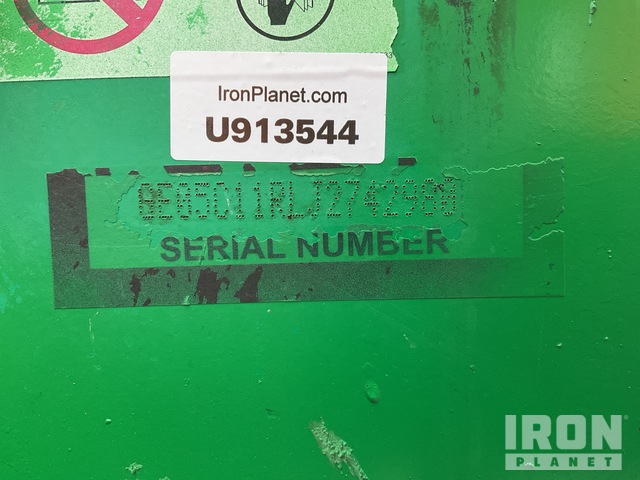 IronPlanet.com
U913544
SERIAL NUMBER
IRON
PLANET